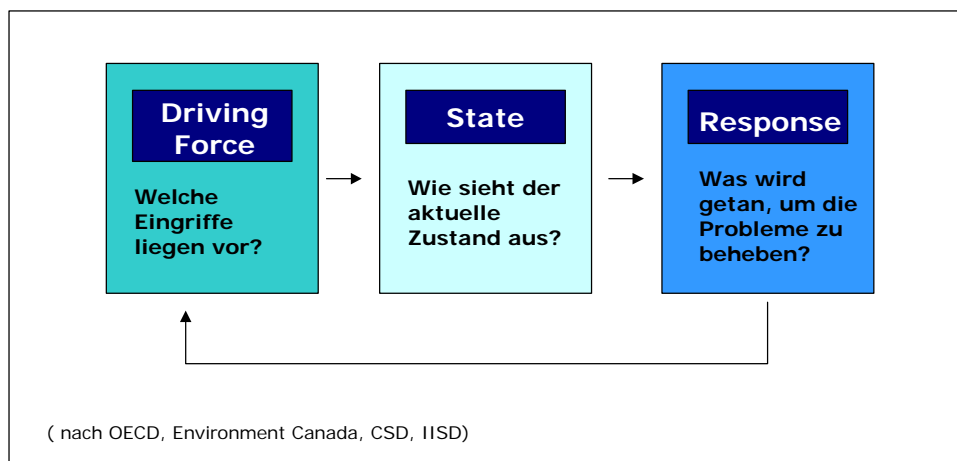 Driving
Force
Welche
Eingriffe
liegen vor?
State
Wie sieht der
aktuelle
Zustand aus?
Response
Was wird
getan, um die
Probleme zu
beheben?
( nach OECD, Environment Canada, CSD, IISD)